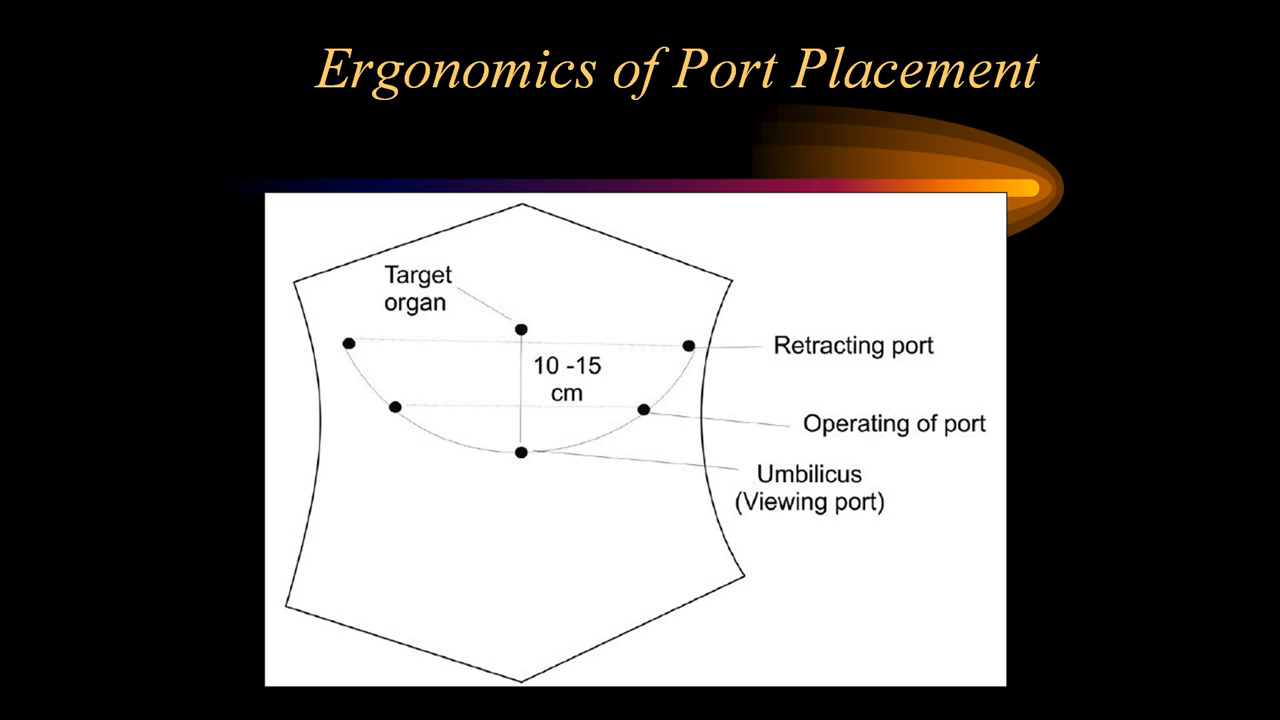 Ergonomics of Port Placement
Target
organ
10 -15
cm
Retracting port
Operating of port
Umbilicus
(Viewing port)